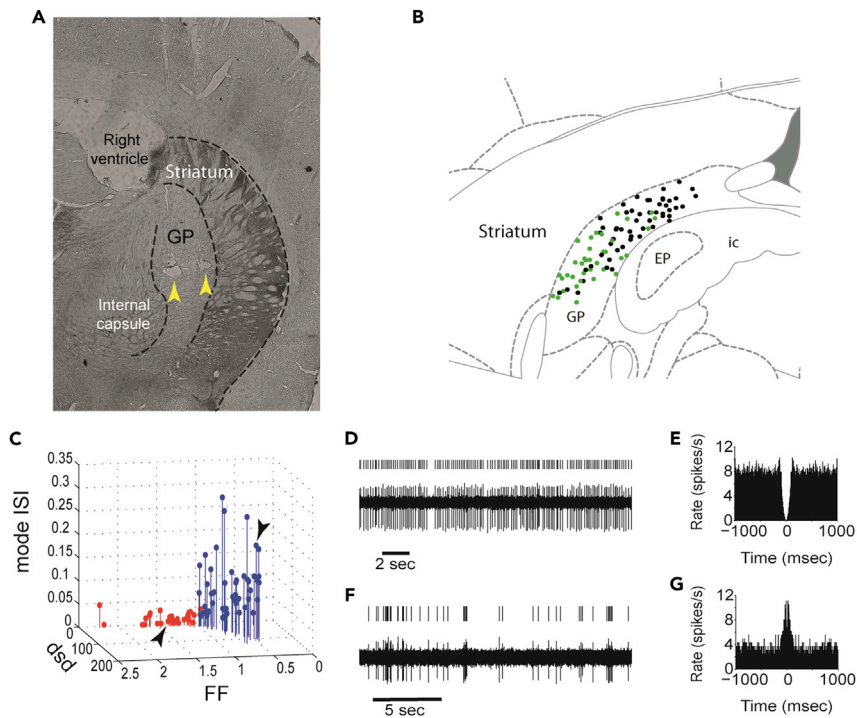 A
Right
ventricle
Striatum
GP
Internal
capsule
B
Striatum
EP
ic
GP
C
mode ISI
0.35
0.3
0.25
0.2
0.15
0.1
0.05
0
0
100
200
psp
2.5
2
1.5
1
0.5
0
FF
D
2 sec
E
Rate (spikes/s)
12
8
4
0
−1000 0 1000
Time (msec)
F
5 sec
G
Rate (spikes/s)
12
8
4
0
−1000 0 1000
Time (msec)